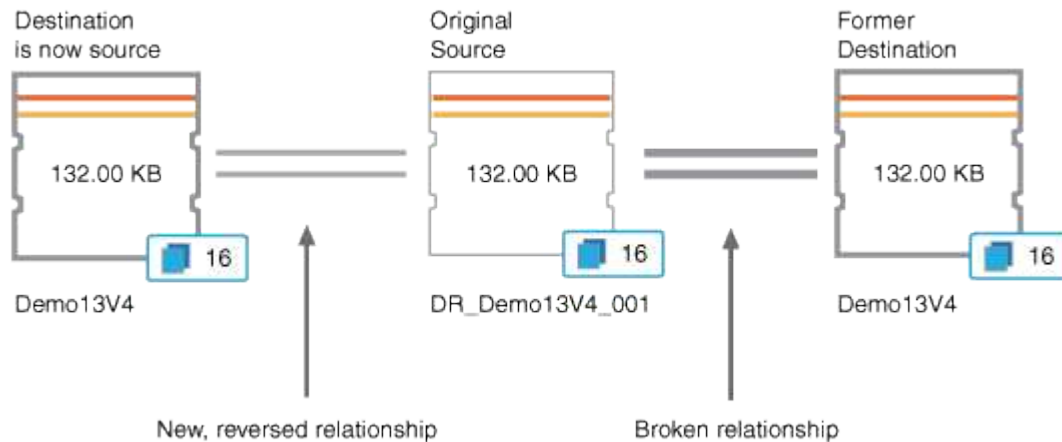 Destination
is now source
Original
Source
Former
Destination
132.00 KB
132.00 KB
132.00 KB
16
16
16
Demo13V4
DR_Demo13V4_001
Demo13V4
New, reversed relationship
Broken relationship